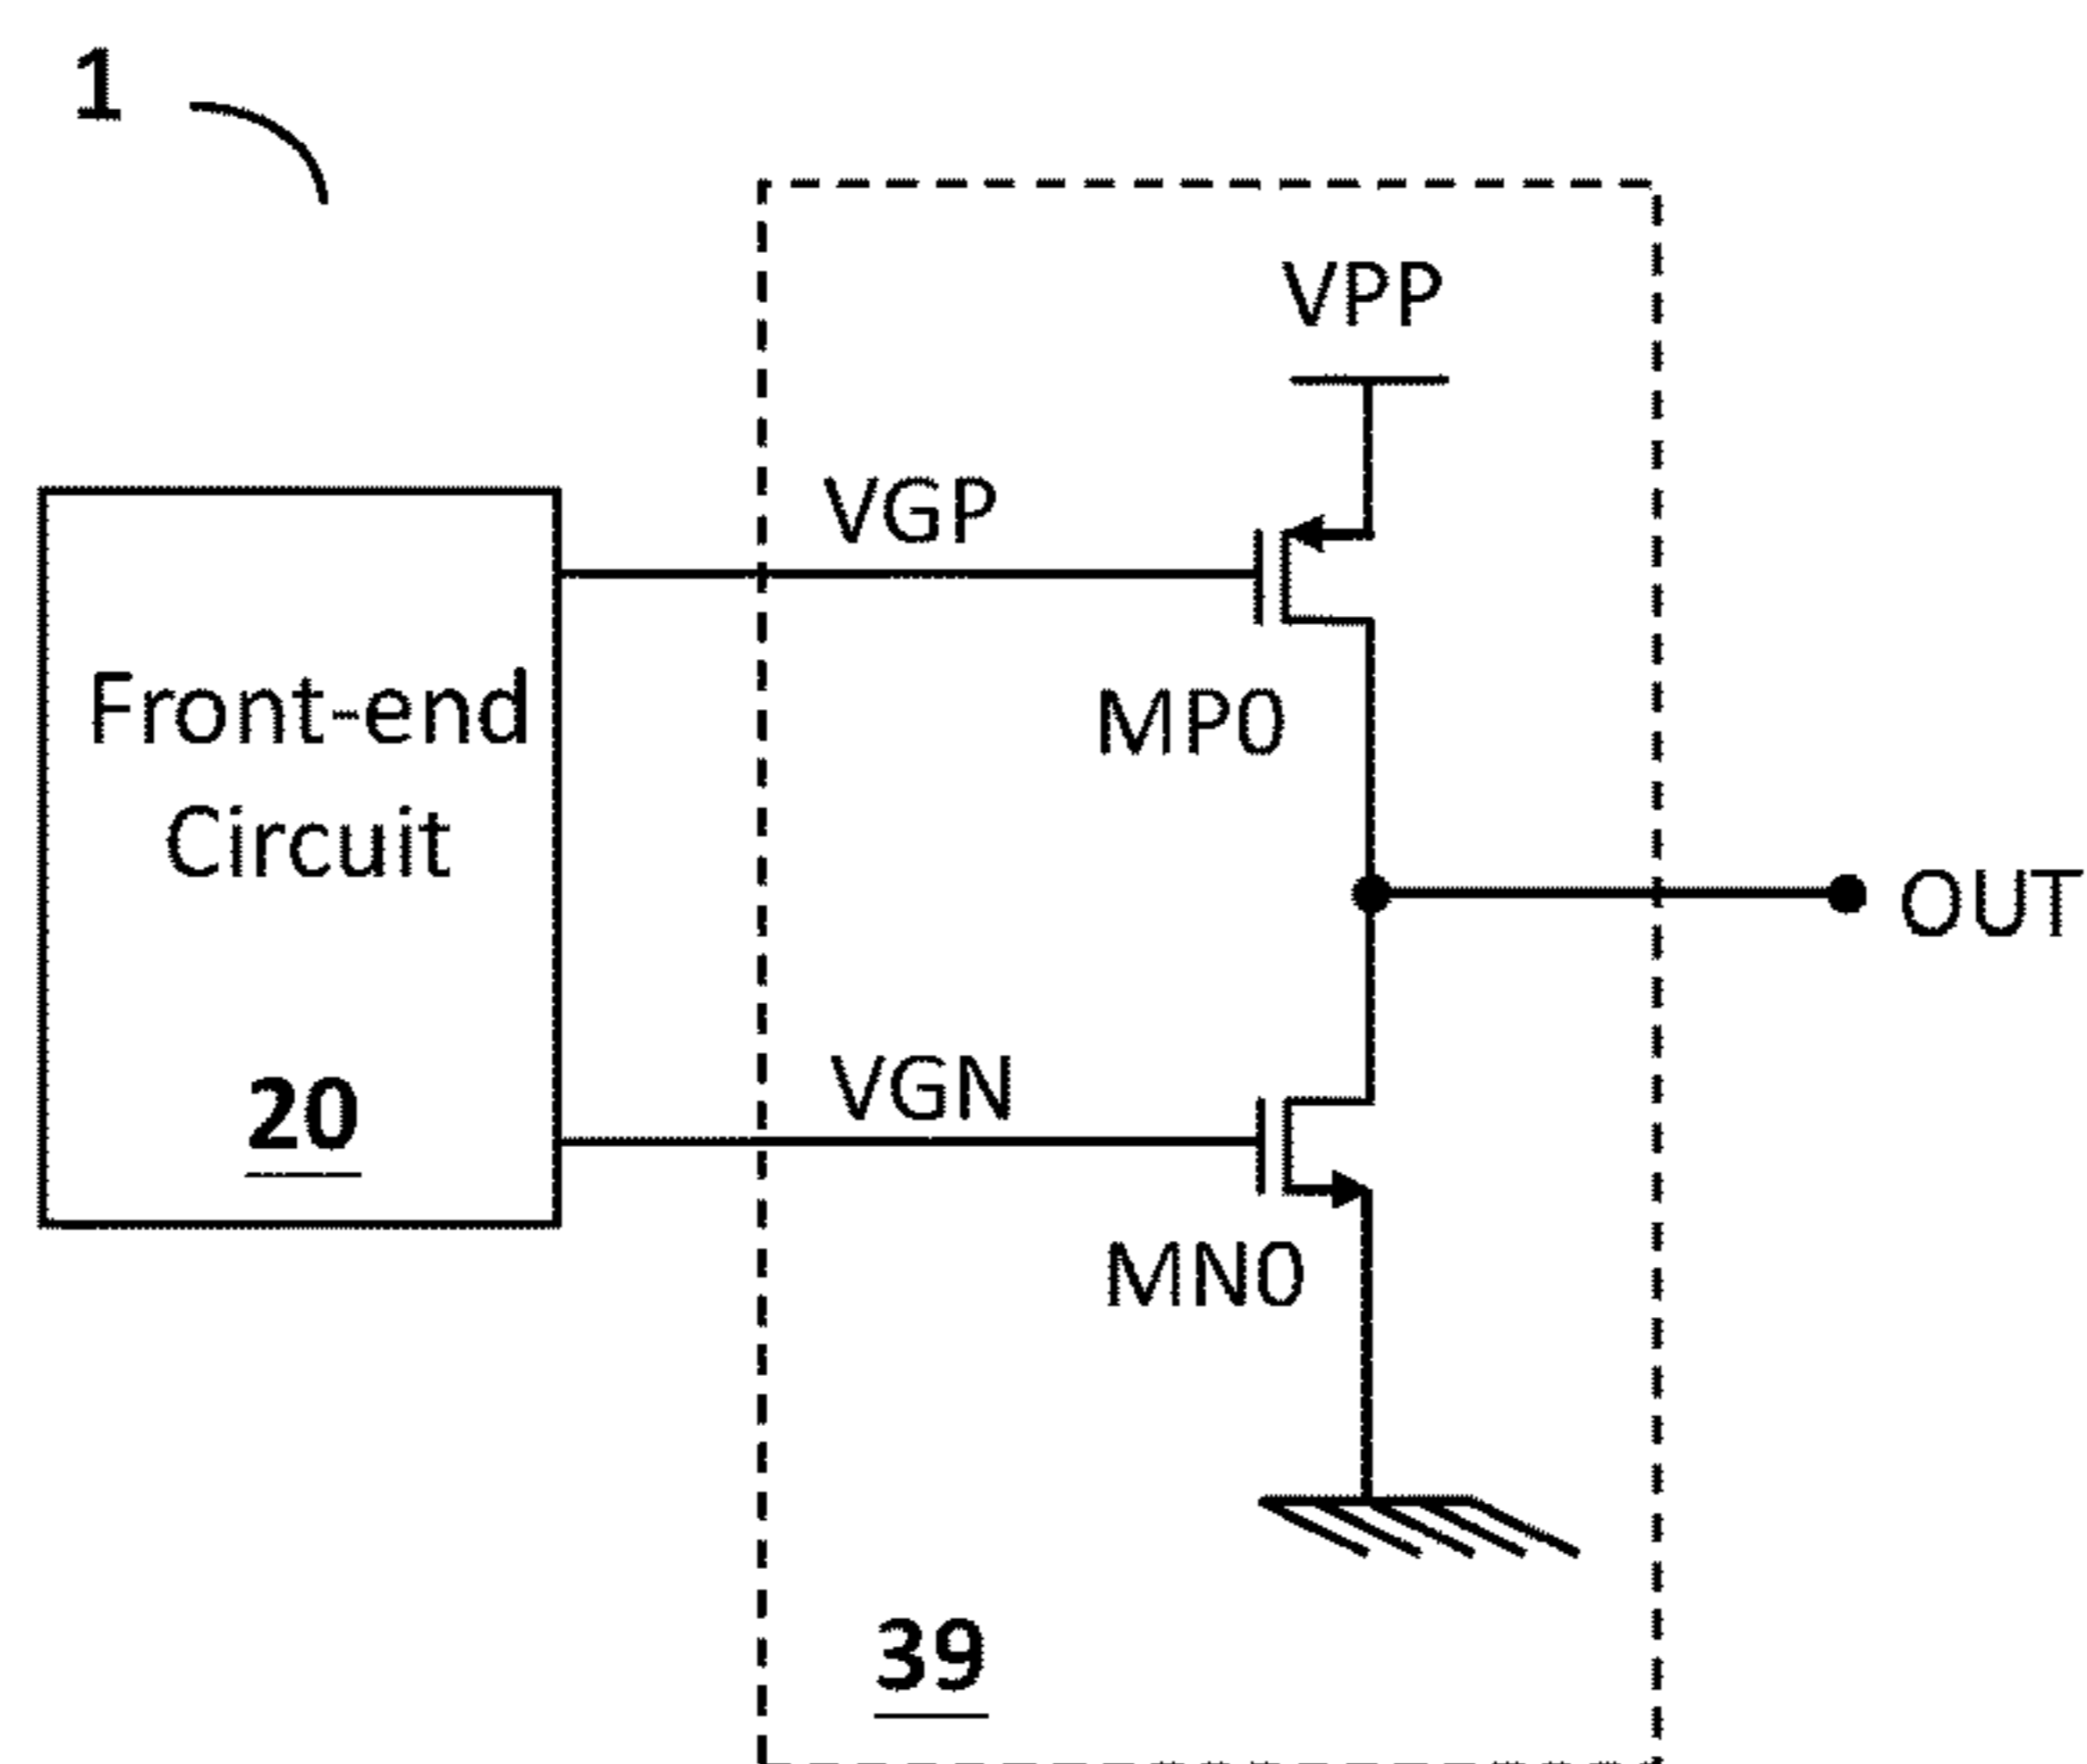 1
VPP
VGP
Front-end
Circuit
MP0
OUT
20
VGN
MN0
39